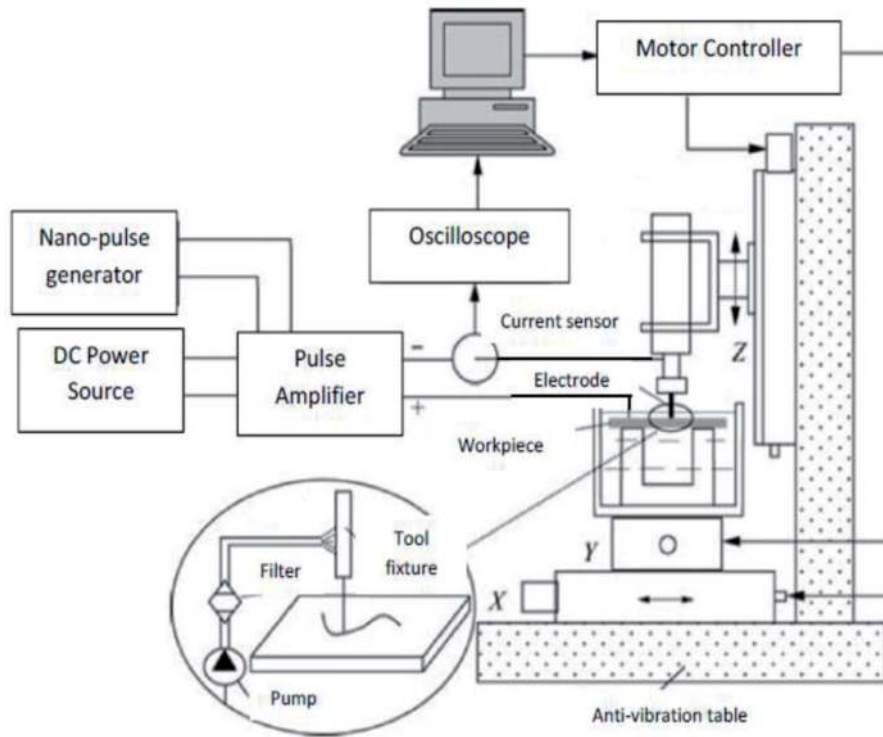 Motor Controller
Nano-pulse
generator
Oscilloscope
DC Power
Source
Pulse
Amplifier
-
+
Current sensor
Electrode
Workpiece
Z
Y
X
Tool
fixture
Filter
Pump
Anti-vibration table